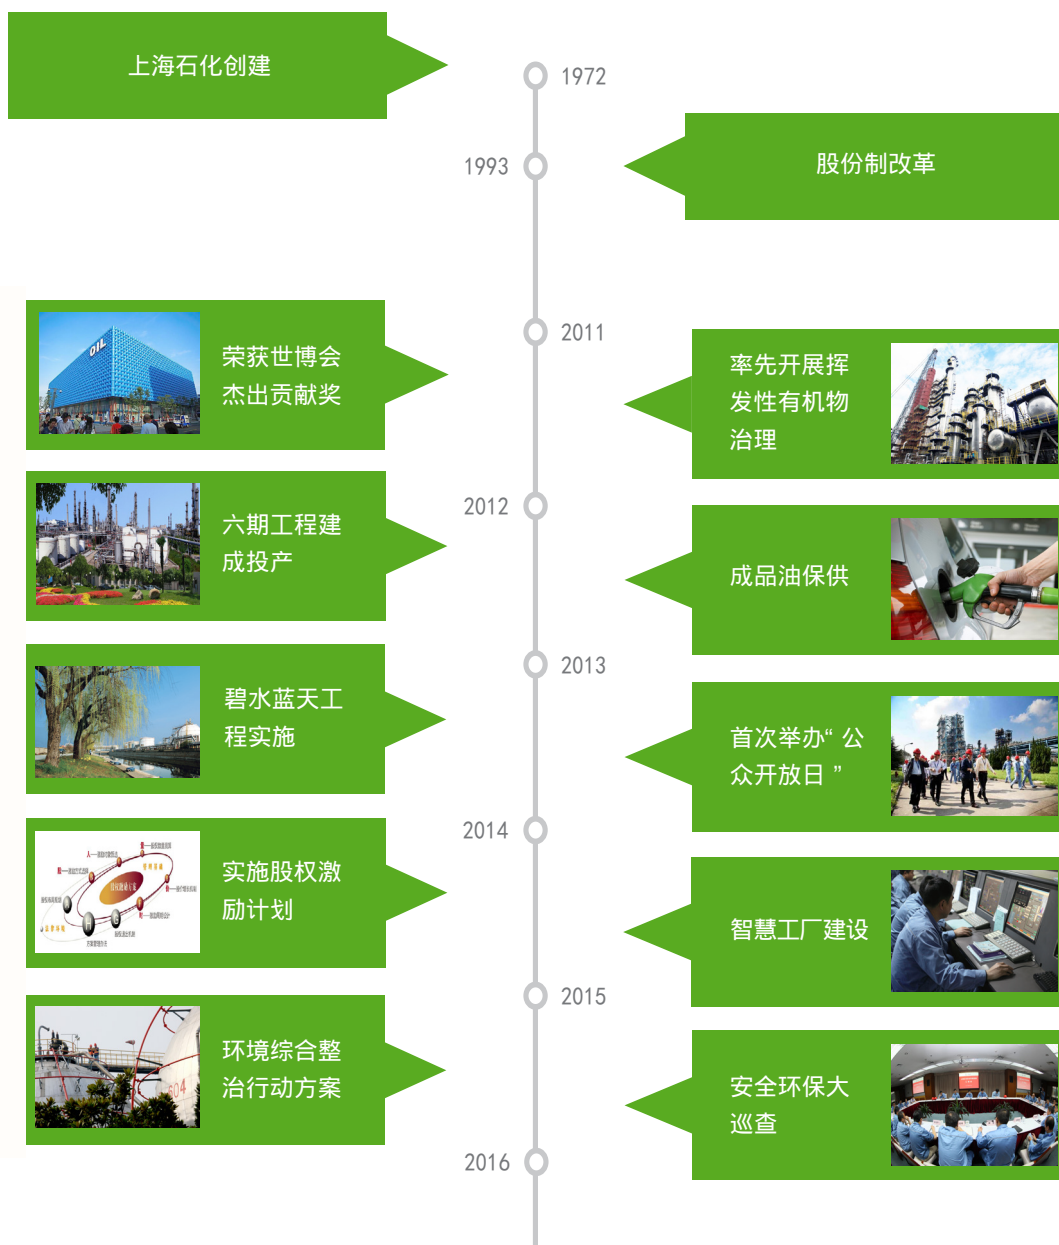 上海石化创建
1972
1993
股份制改革
OIL
荣获世博会
杰出贡献奖
2011
率先开展挥
发性有机物
治理
六期工程建
成投产
2012
成品油保供
碧水蓝天工
程实施
2013
首次举办“ 公
众开放日 ”
实施股权激
励计划
2014
智慧工厂建设
2015
环境综合整
治行动方案
604
安全环保大
巡查
2016